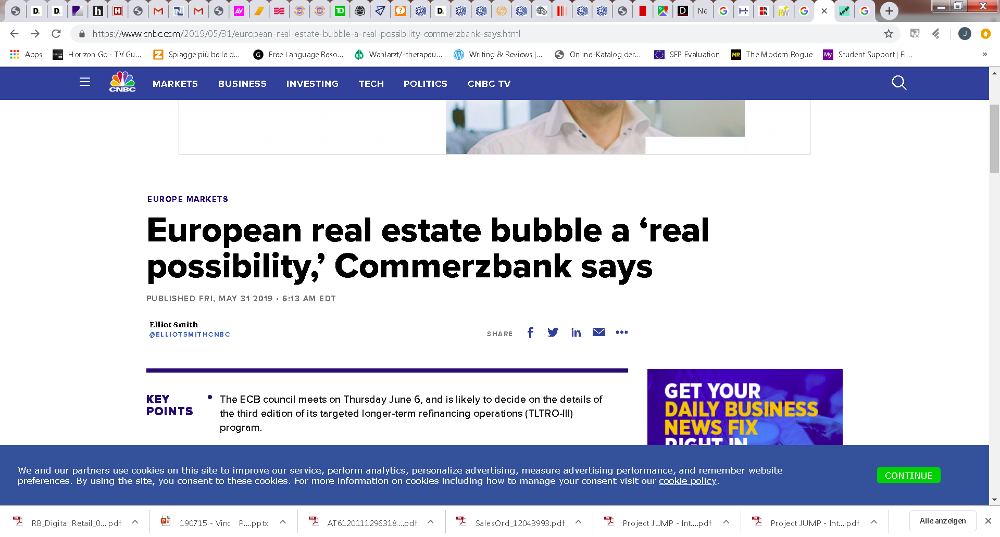 Ne
https://www.cnbc.com/2019/05/31/european-real-estate-bubble-a-real-possibility-commerzbank-says.html
J
Apps
Horizon Go - TV Gu...
Spiagge più belle d...
Free Language Reso...
Wahlarzt/-therapeu...
Writing & Reviews |...
Online-Katalog der...
SEP Evaluation
The Modern Rogue
Student Support | Fi...
»
CNBC
MARKETS
BUSINESS
INVESTING
TECH
POLITICS
CNBC TV
EUROPE MARKETS
European real estate bubble a ‘real
possibility,’ Commerzbank says
PUBLISHED FRI, MAY 31 2019 • 6:13 AM EDT
Elliot Smith
@ELLIOTSMITHCNBC
SHARE
KEY
POINTS
• The ECB council meets on Thursday June 6, and is likely to decide on the details of
the third edition of its targeted longer-term refinancing operations (TLTRO-III)
program.
GET YOUR
DAILY BUSINESS
NEWS FIX
RIGHT IN
We and our partners use cookies on this site to improve our service, perform analytics, personalize advertising, measure advertising performance, and remember website
preferences. By using the site, you consent to these cookies. For more information on cookies including how to manage your consent visit our cookie policy.
CONTINUE
RB_Digital Retail_0....pdf
190715 - Vinc P....pptx
AT6120111296318....pdf
SalesOrd_12043993.pdf
Project JUMP - Int....pdf
Project JUMP - Int....pdf
Alle anzeigen